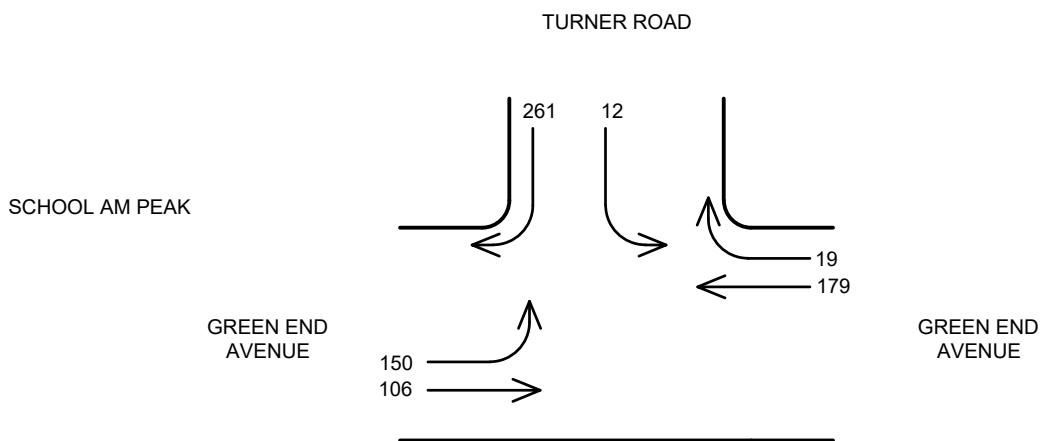 TURNER ROAD
261
12
SCHOOL AM PEAK
19
179
GREEN END
AVENUE
GREEN END
AVENUE
150
106